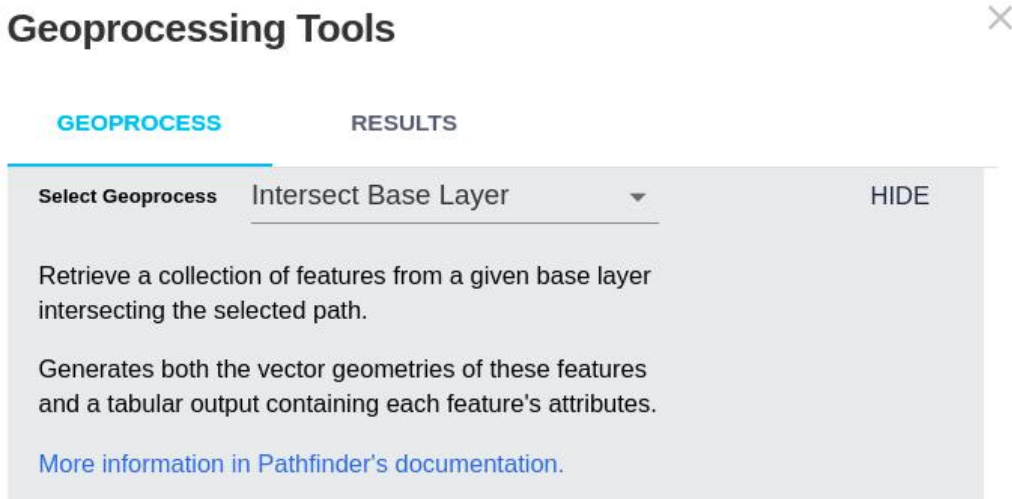 Geoprocessing Tools
GEOPROCESS RESULTS
Select Geoprocess Intersect Base Layer HIDE
Retrieve a collection of features from a given base layer
intersecting the selected path.
Generates both the vector geometries of these features
and a tabular output containing each feature's attributes.
More information in Pathfinder's documentation.